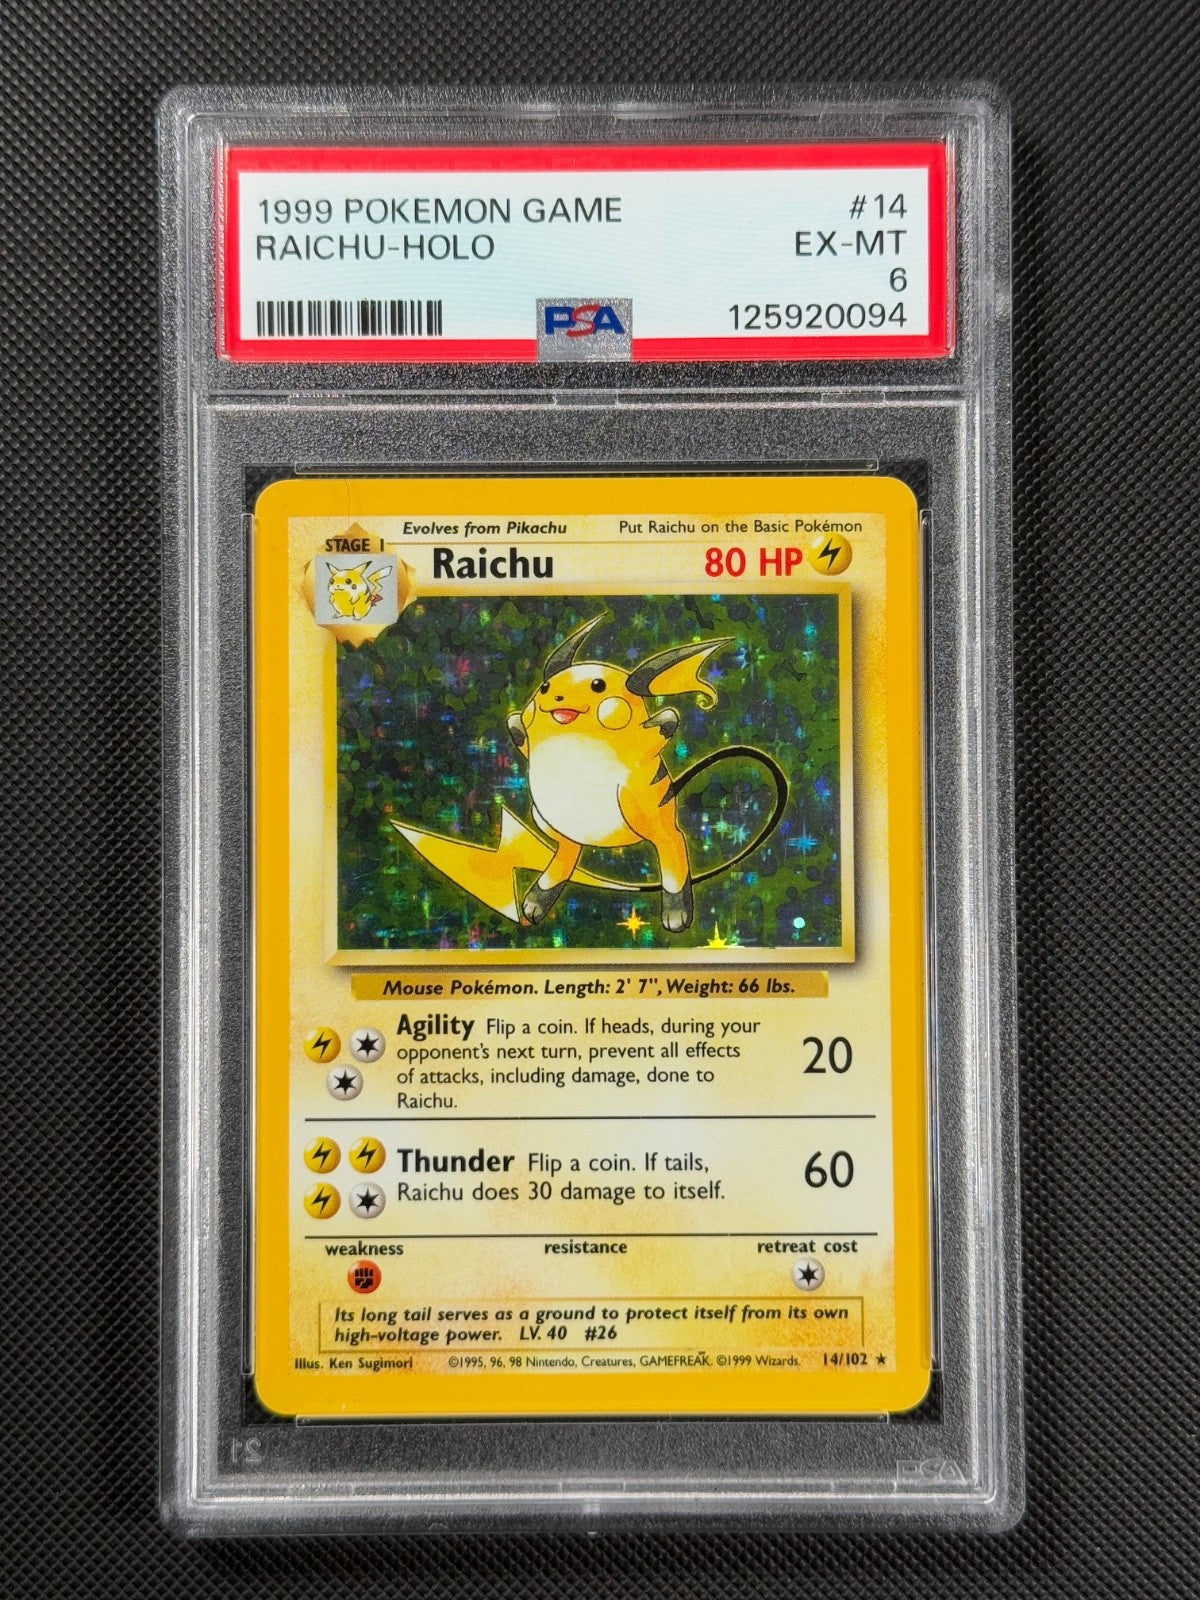 1999 POKEMON GAME #14
RAICHU-HOLO EX-MT
6
PSA 125920094
Evolves from Pikachu Put Raichu on the Basic Pokémon
STAGE 1
Raichu 80 HP
Mouse Pokémon. Length: 2' 7", Weight: 66 lbs.
Agility Flip a coin. If heads, during your
opponent's next turn, prevent all effects
of attacks, including damage, done to
Raichu.
20
Thunder Flip a coin. If tails,
Raichu does 30 damage to itself.
60
weakness resistance retreat cost
Its long tail serves as a ground to protect itself from its own
high-voltage power. LV. 40 #26
Illus. Ken Sugimori ©1995, 96, 98 Nintendo, Creatures, GAMEFREAK. ©1999 Wizards. 14/102 ★
21 PSA